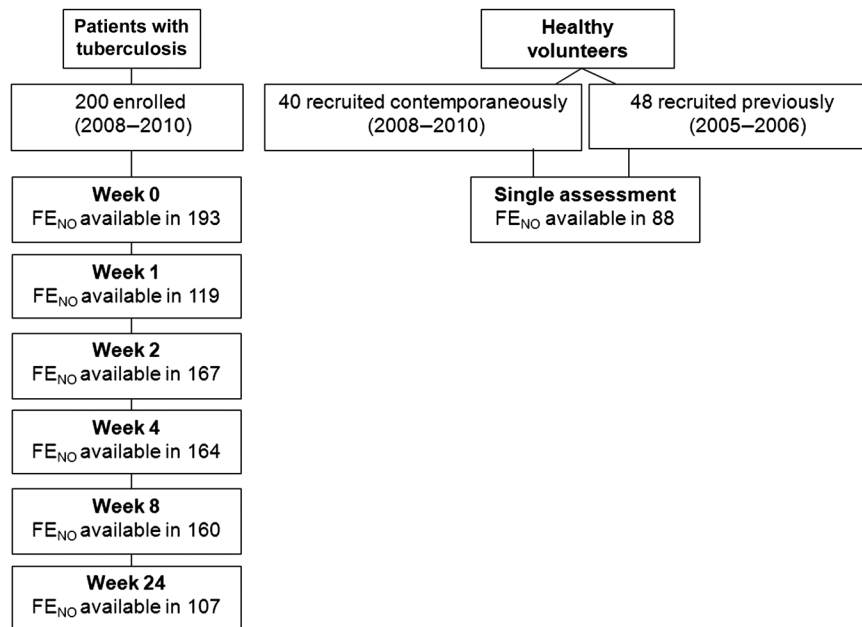 Patients with
tuberculosis
200 enrolled
(2008–2010)
Week 0
FENO available in 193
Week 1
FENO available in 119
Week 2
FENO available in 167
Week 4
FENO available in 164
Week 8
FENO available in 160
Week 24
FENO available in 107
Healthy
volunteers
40 recruited contemporaneously
(2008–2010)
48 recruited previously
(2005–2006)
Single assessment
FENO available in 88